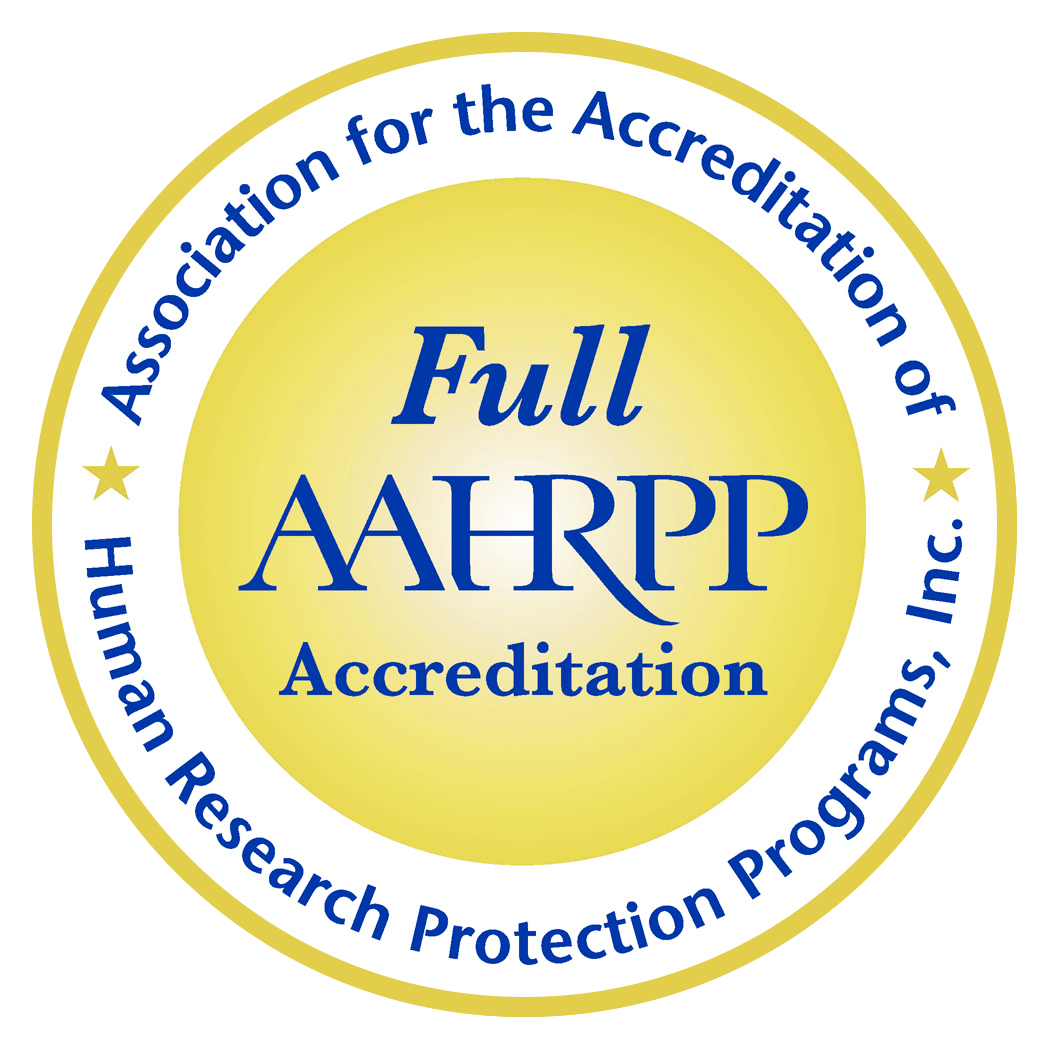 Association for the Accreditation of
Full
AAHRPP
Accreditation
Human Research Protection Programs, Inc.